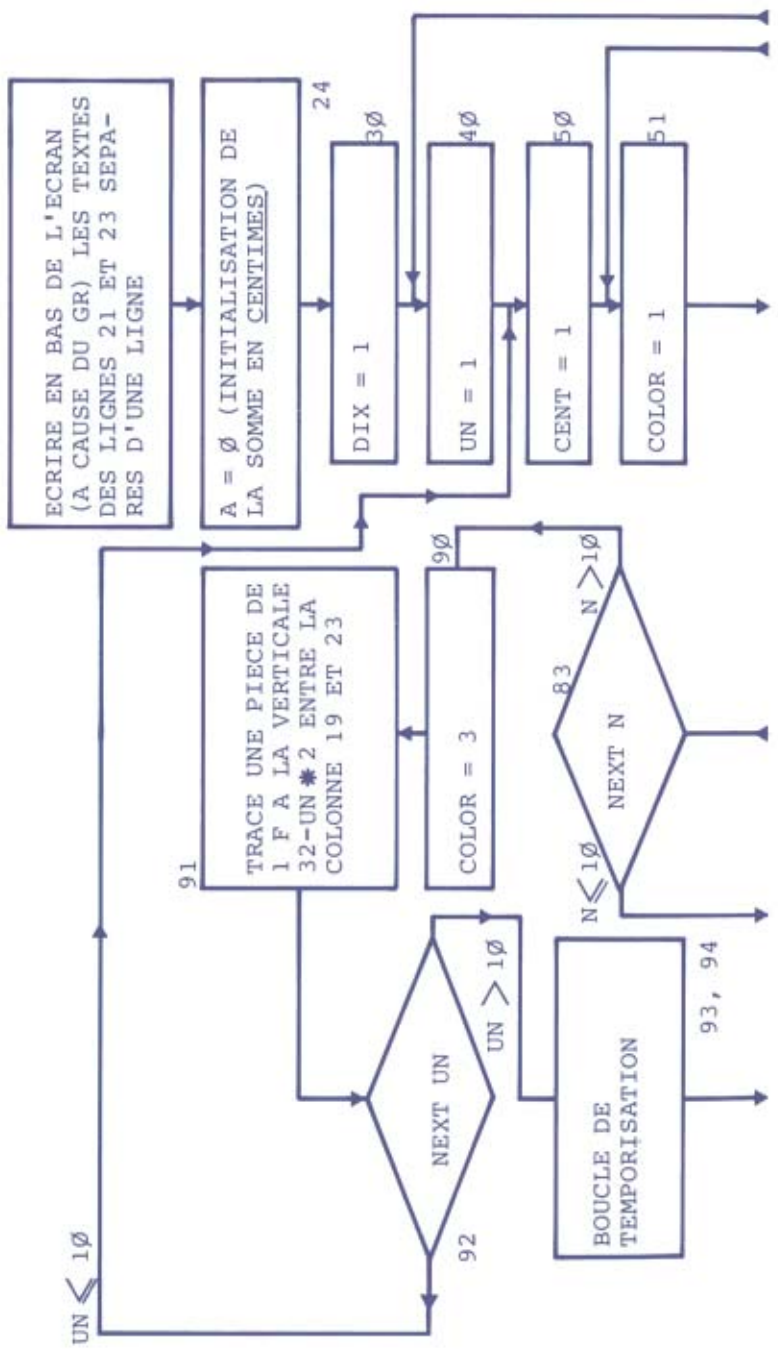 UN ≤ 1Ø
ECRIRE EN BAS DE L'ECRAN
(A CAUSE DU GR) LES TEXTES
DES LIGNES 21 ET 23 SEPA-
RES D'UNE LIGNE
A = Ø (INITIALISATION DE
LA SOMME EN CENTIMES)
24
DIX = 1
3Ø
UN = 1
4Ø
CENT = 1
5Ø
COLOR = 1
51
91
TRACE UNE PIECE DE
1 F A LA VERTICALE
32-UN*2 ENTRE LA
COLONNE 19 ET 23
COLOR = 3
9Ø
N > 1Ø
83
NEXT N
N ≤ 1Ø
NEXT UN
92
UN > 1Ø
BOUCLE DE
TEMPORISATION
93, 94